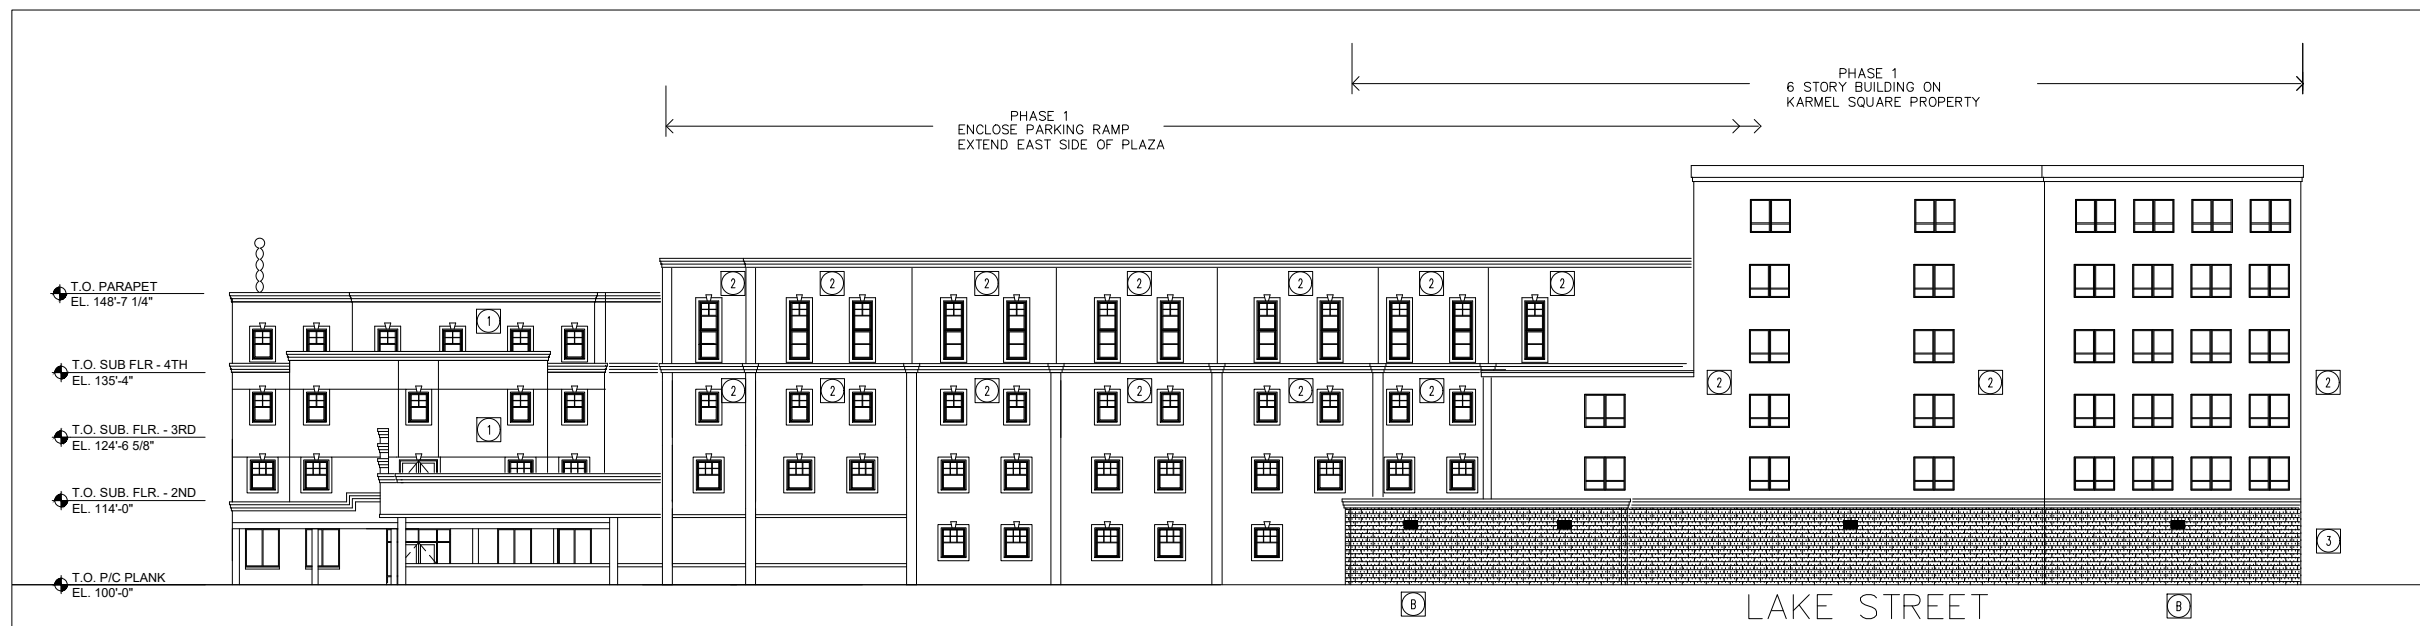 PHASE 1
6 STORY BUILDING ON
KARMEL SQUARE PROPERTY
PHASE 1
ENCLOSE PARKING RAMP
EXTEND EAST SIDE OF PLAZA
2 2 2 2 2 2 2
T.O. PARAPET
EL. 148'-7 1/4"
1
T.O. SUB FLR - 4TH
EL. 135'-4"
2 2 2 2 2 2 2 2 2
1
T.O. SUB. FLR. - 3RD
EL. 124'-6 5/8"
T.O. SUB. FLR. - 2ND
EL. 114'-0"
3
T.O. P/C PLANK
EL. 100'-0"
B LAKE STREET B